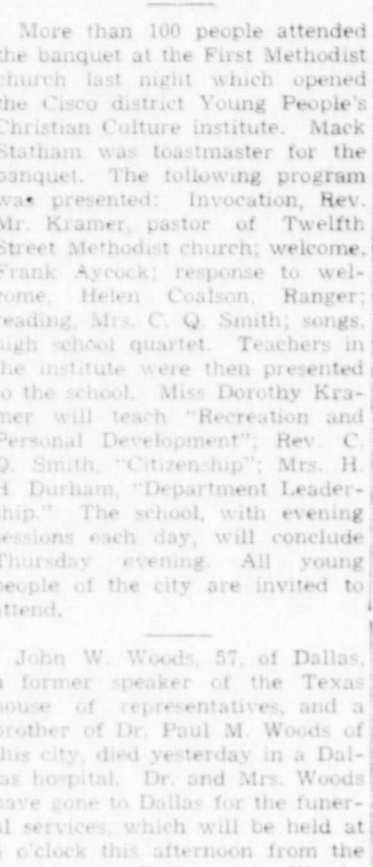 More than 100 people attended
the banquet at the First Methodist
church last night which opened
the Cisco district Young People's
Christian Culture institute. Mack
Statham was toastmaster for the
banquet. The following program
was presented: Invocation, Rev.
Mr. Kramer, pastor of Twelfth
Street Methodist church; welcome,
Frank Aycock; response to wel-
come, Helen Coalson, Ranger;
reading, Mrs. C. Q. Smith; songs,
high school quartet. Teachers in
the institute were then presented
to the school. Miss Dorothy Kra-
mer will teach "Recreation and
Personal Development"; Rev. C.
Q. Smith, "Citizenship"; Mrs. H.
H. Durham, "Department Leader-
ship." The school, with evening
sessions each day, will conclude
Thursday evening. All young
people of the city are invited to
attend.
John W. Woods, 57, of Dallas,
a former speaker of the Texas
house of representatives, and a
brother of Dr. Paul M. Woods of
this city, died yesterday in a Dal-
las hospital. Dr. and Mrs. Woods
have gone to Dallas for the funer-
al services, which will be held at
o'clock this afternoon from the